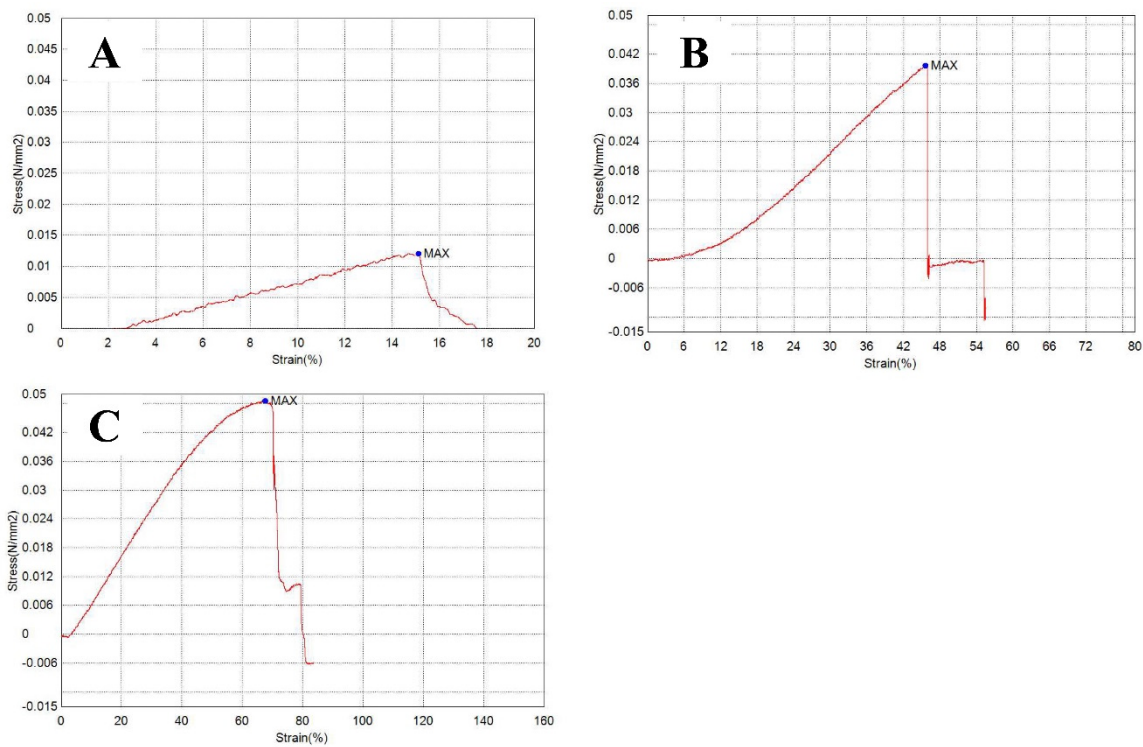 A
Stress(N/mm2)
0.05
0.045
0.04
0.035
0.03
0.025
0.02
0.015
0.01
0.005
0
MAX
0 2 4 6 8 10 12 14 16 18 20
Strain(%)
B
Stress(N/mm2)
0.05
0.042
0.036
0.03
0.024
0.018
0.012
0.006
0
-0.006
-0.015
MAX
0 6 12 18 24 30 36 42 48 54 60 66 72 80
Strain(%)
C
Stress(N/mm2)
0.05
0.042
0.036
0.03
0.024
0.018
0.012
0.006
0
-0.006
-0.015
MAX
0 20 40 60 80 100 120 140 160
Strain(%)